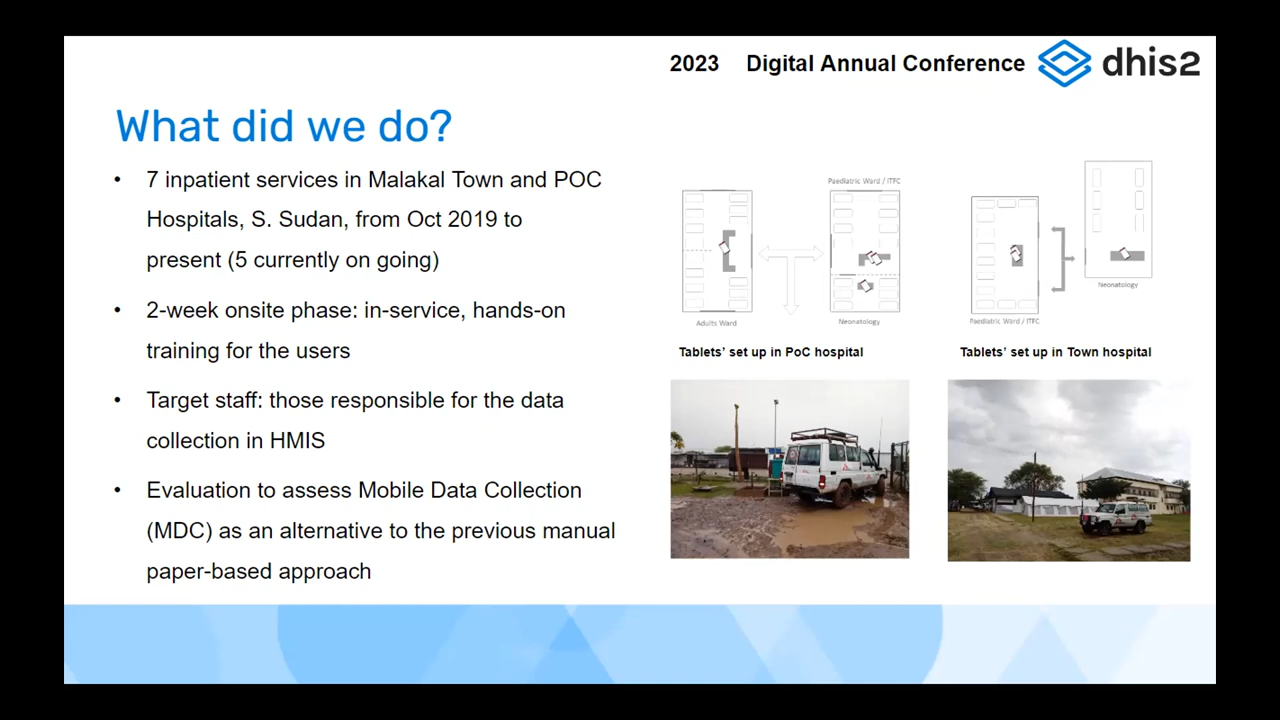 2023 Digital Annual Conference dhis2
What did we do?
• 7 inpatient services in Malakal Town and POC
Hospitals, S. Sudan, from Oct 2019 to
present (5 currently on going)
• 2-week onsite phase: in-service, hands-on
training for the users
• Target staff: those responsible for the data
collection in HMIS
• Evaluation to assess Mobile Data Collection
(MDC) as an alternative to the previous manual
paper-based approach
Paediatric Ward / ITFC
Adults Ward
Neonatology
Tablets’ set up in PoC hospital
Neonatology
Paediatric Ward / ITFC
Tablets’ set up in Town hospital